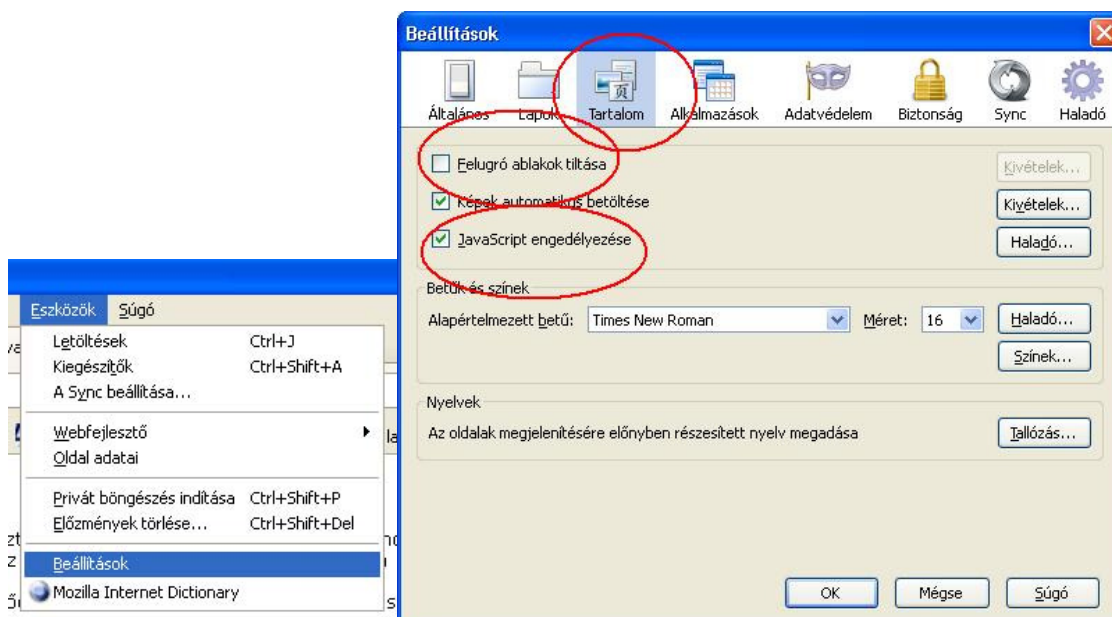 Eszközök Súgó
Letöltések Ctrl+J
Kiegészítők Ctrl+Shift+A
A Sync beállítása...
Webfejlesztő
Oldal adatai
Privát böngészés indítása Ctrl+Shift+P
Előzmények törlése... Ctrl+Shift+Del
Beállítások
Mozilla Internet Dictionary
Beállítások
Általános Lapok Tartalom Alkalmazások Adatvédelem Biztonság Sync Haladó
Felugró ablakok tiltása Kivételek...
Képek automatikus betöltése Kivételek...
JavaScript engedélyezése Haladó...
Betűk és színek
Alapértelmezett betű: Times New Roman Méret: 16 Haladó...
Színek...
Nyelvek
Az oldalak megjelenítésére előnyben részesített nyelv megadása Tallózás...
OK Mégse Súgó